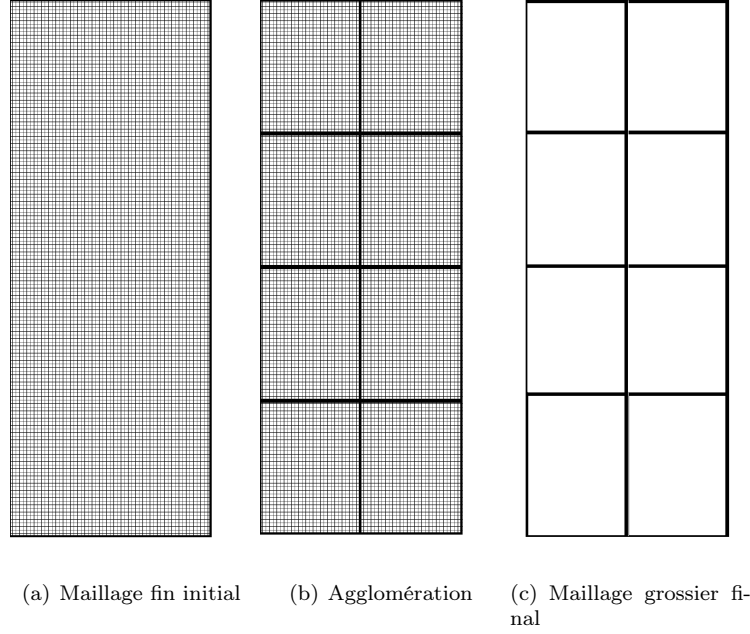 (a) Maillage fin initial
(b) Agglomération
(c) Maillage grossier fi-
nal